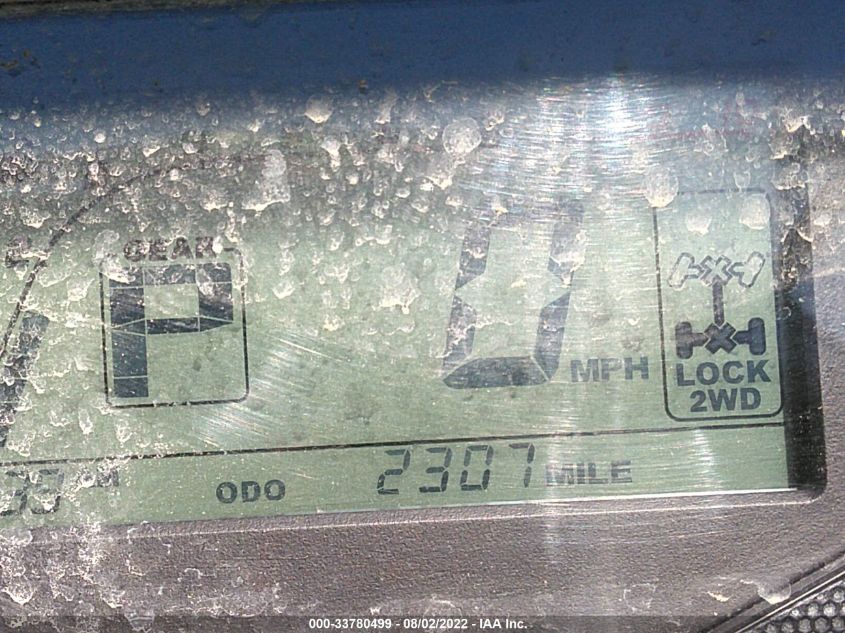 GEAR
P
0 MPH
LOCK
2WD
ODO 2307 MILE
000-33780499 - 08/02/2022 - IAA Inc.